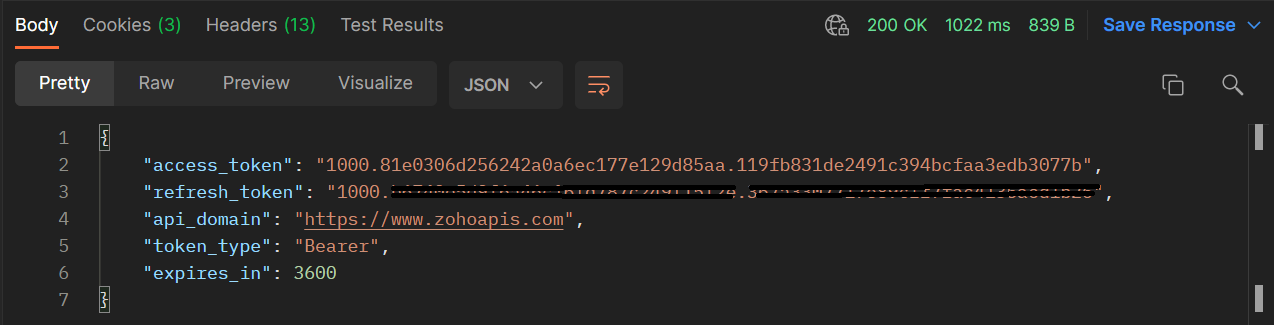 Body Cookies (3) Headers (13) Test Results 200 OK 1022 ms 839 B Save Response
Pretty Raw Preview Visualize JSON
1 {
2 "access_token": "1000.81e0306d256242a0a6ec177e129d85aa.119fb831de2491c394bcfaa3edb3077b",
3 "refresh_token": "1000.
4 "api_domain": "https://www.zohoapis.com",
5 "token_type": "Bearer",
6 "expires_in": 3600
7 }